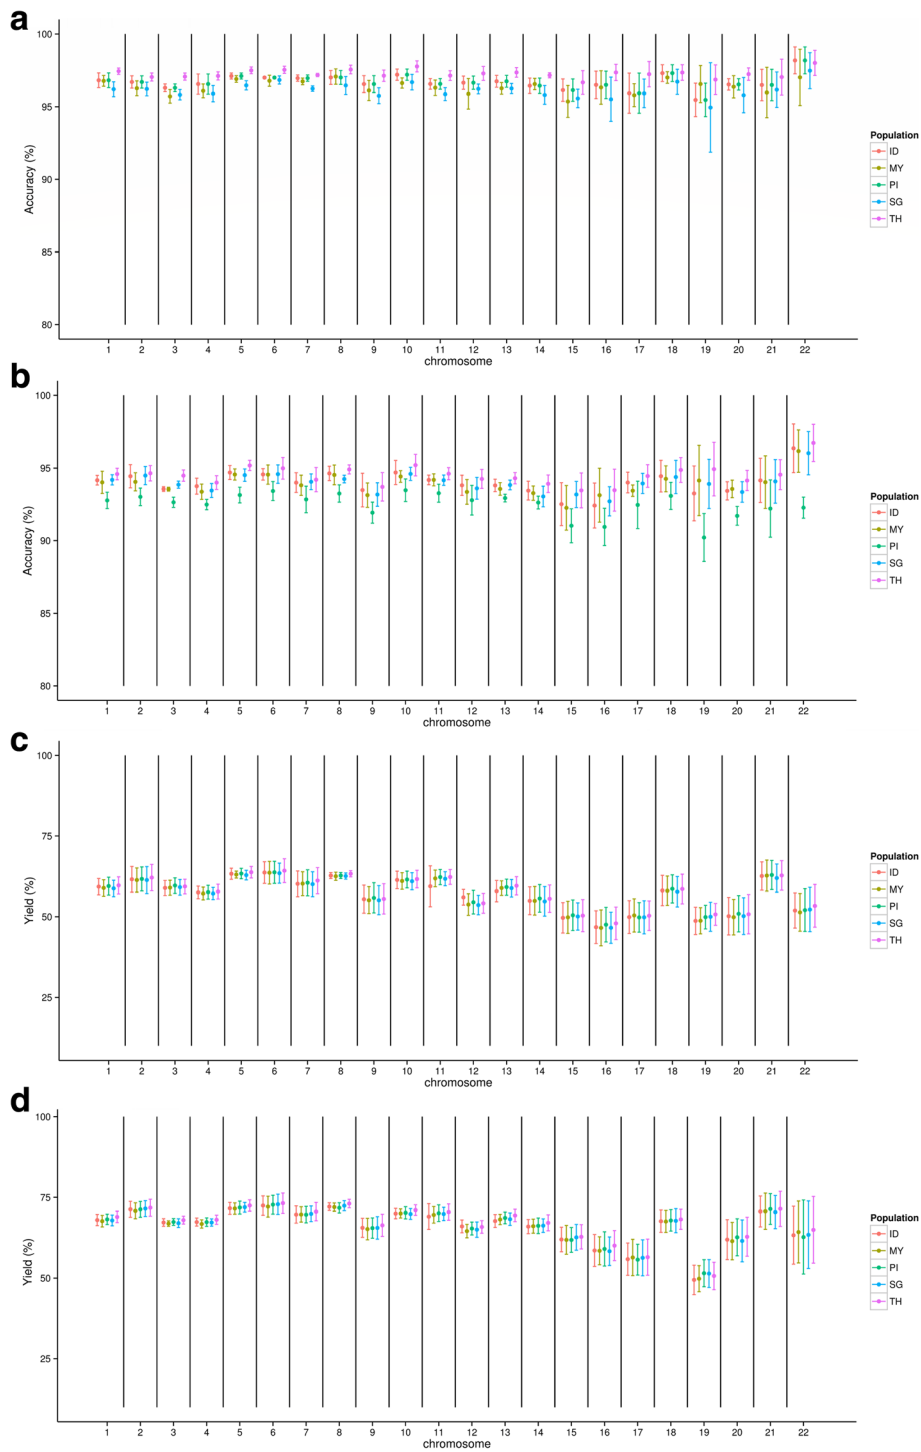 a
100
95
90
85
80
Accuracy (%)
1 2 3 4 5 6 7 8 9 10 11 12 13 14 15 16 17 18 19 20 21 22
chromosome
Population
ID
MY
PI
SG
TH
b
100
95
90
85
80
Accuracy (%)
1 2 3 4 5 6 7 8 9 10 11 12 13 14 15 16 17 18 19 20 21 22
chromosome
Population
ID
MY
PI
SG
TH
c
100
75
50
25
Yield (%)
1 2 3 4 5 6 7 8 9 10 11 12 13 14 15 16 17 18 19 20 21 22
chromosome
Population
ID
MY
PI
SG
TH
d
100
75
50
25
Yield (%)
1 2 3 4 5 6 7 8 9 10 11 12 13 14 15 16 17 18 19 20 21 22
chromosome
Population
ID
MY
PI
SG
TH